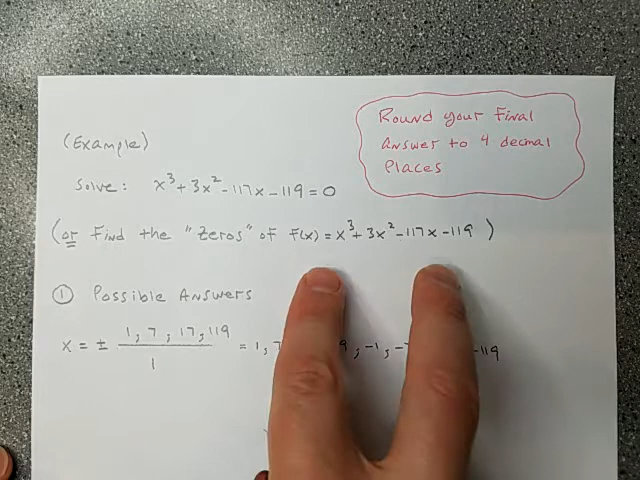 (Example)
Round your Final
Answer to 4 decimal
Places
Solve: x³+3x²-117x-119=0
(or Find the "Zeros" of f(x)=x³+3x²-117x-119)
① Possible Answers
x = ± 1, 7, 17, 119
1
= 1, 7 , -1, - -119